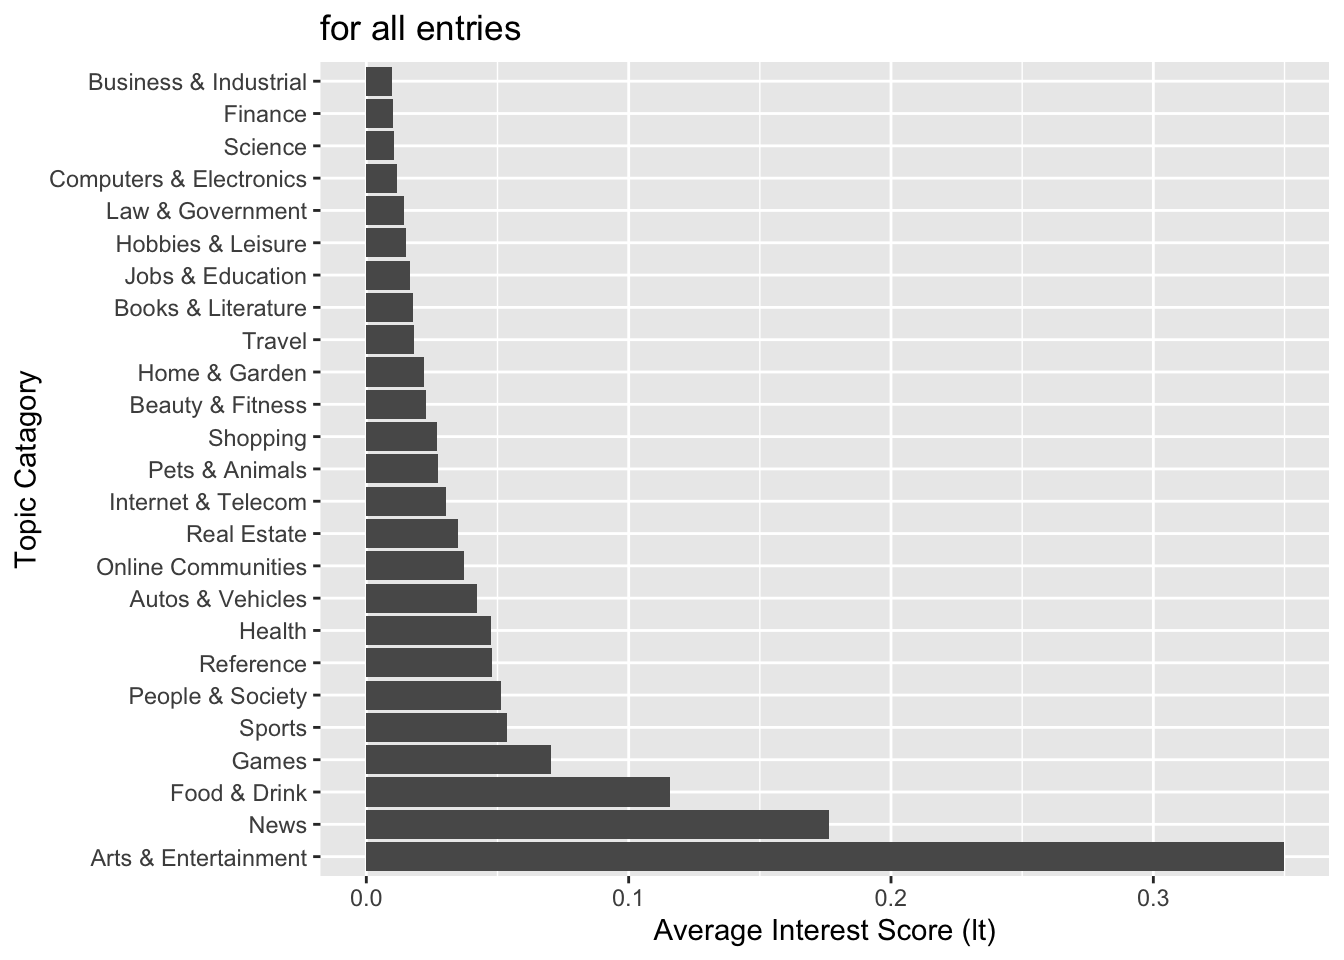 for all entries
Business & Industrial
Finance
Science
Computers & Electronics
Law & Government
Hobbies & Leisure
Jobs & Education
Books & Literature
Travel
Home & Garden
Beauty & Fitness
Shopping
Pets & Animals
Internet & Telecom
Real Estate
Online Communities
Autos & Vehicles
Health
Reference
People & Society
Sports
Games
Food & Drink
News
Arts & Entertainment
Topic Catagory
0.0 0.1 0.2 0.3
Average Interest Score (lt)